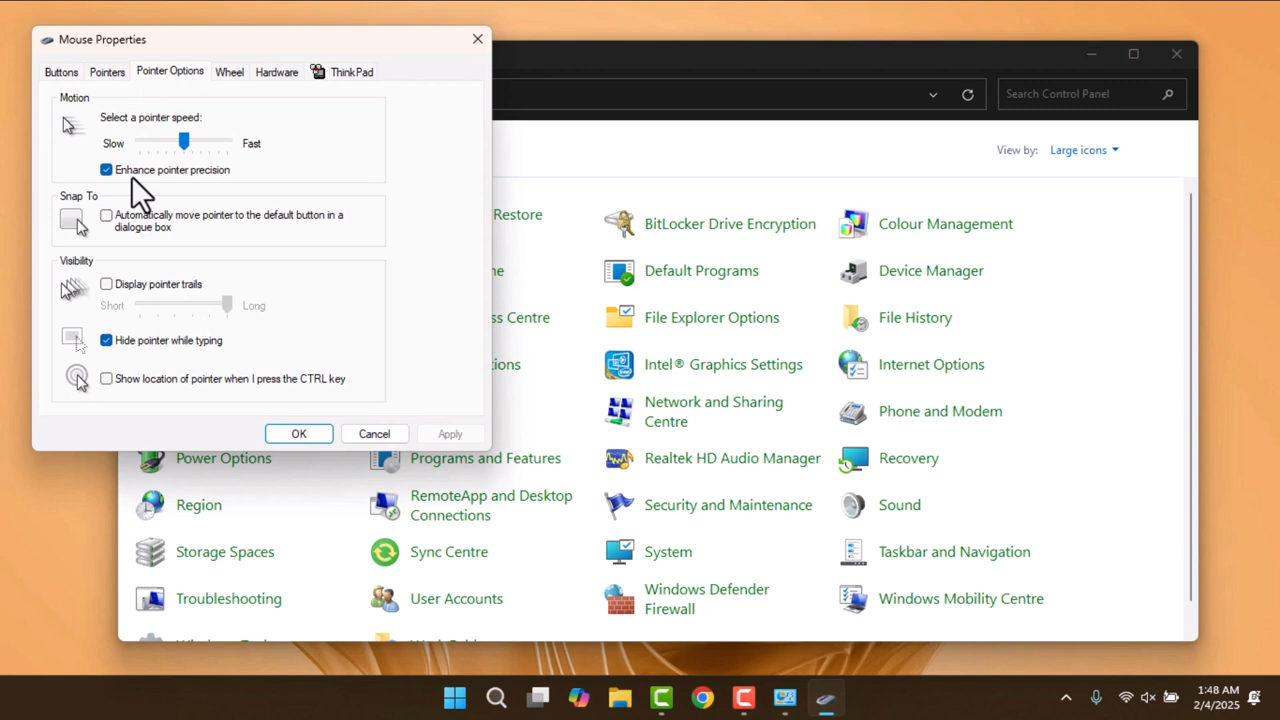 Mouse Properties
Buttons Pointers Pointer Options Wheel Hardware ThinkPad
Motion
Select a pointer speed:
Slow Fast
Enhance pointer precision
Snap To
Automatically move pointer to the default button in a
dialogue box
Visibility
Display pointer trails
Short Long
Hide pointer while typing
Show location of pointer when I press the CTRL key
OK Cancel Apply
Search Control Panel
View by: Large icons
Restore
BitLocker Drive Encryption
Colour Management
Default Programs
Device Manager
ss Centre
File Explorer Options
File History
Intel® Graphics Settings
Internet Options
Network and Sharing
Centre
Phone and Modem
Power Options
Programs and Features
Realtek HD Audio Manager
Recovery
Region
RemoteApp and Desktop
Connections
Security and Maintenance
Sound
Storage Spaces
Sync Centre
System
Taskbar and Navigation
Troubleshooting
User Accounts
Windows Defender
Firewall
Windows Mobility Centre
1:48 AM
2/4/2025